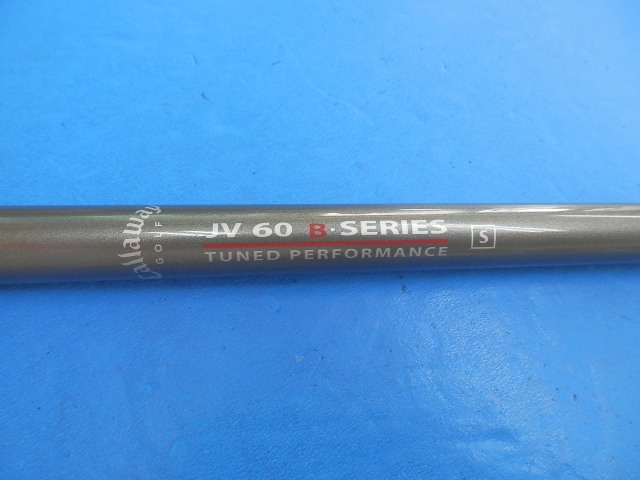 Callaway
GOLF
JV 60 B·SERIES
TUNED PERFORMANCE
S